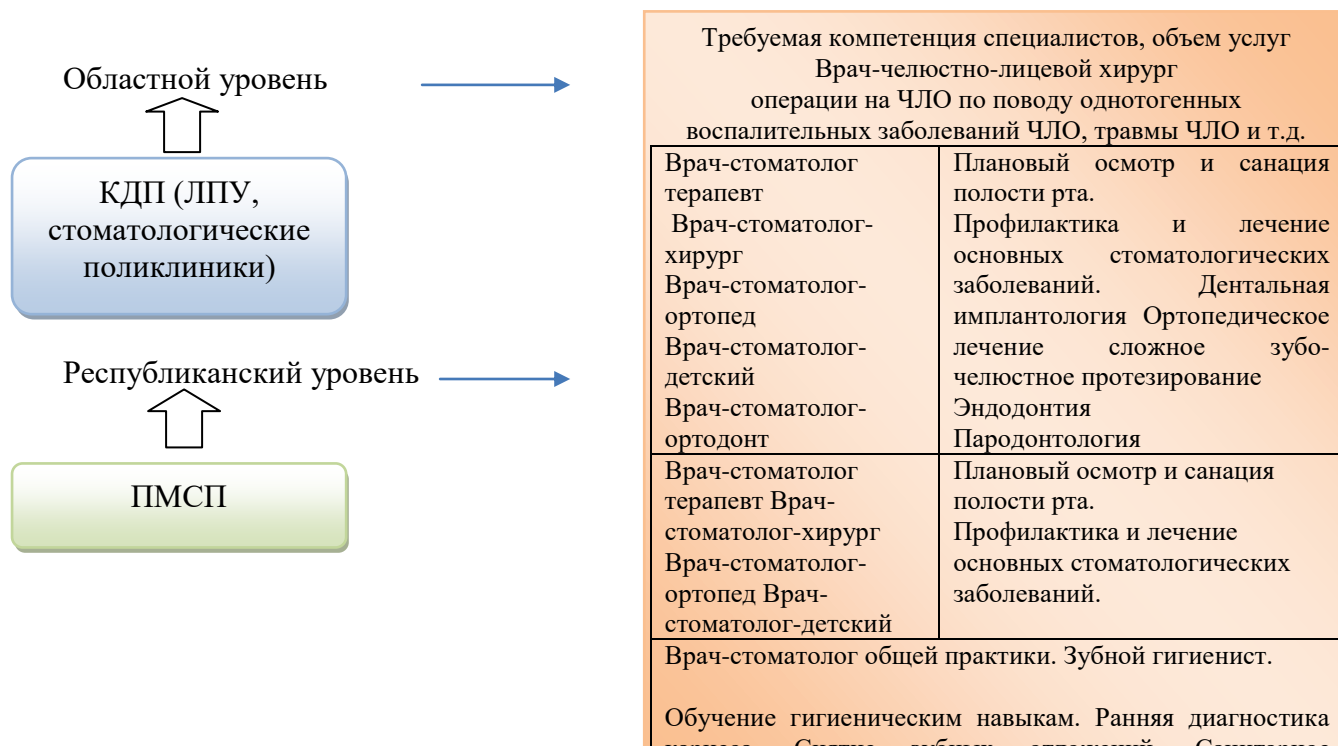 Областной уровень
КДП (ЛПУ,
стоматологические
поликлиники)
Республиканский уровень
ПМСП
Требуемая компетенция специалистов, объем услуг
Врач-челюстно-лицевой хирург
операции на ЧЛО по поводу однотогенных
воспалительных заболеваний ЧЛО, травмы ЧЛО и т.д.
Врач-стоматолог
терапевт
Врач-стоматолог-
хирург
Врач-стоматолог-
ортопед
Врач-стоматолог-
детский
Врач-стоматолог-
ортодонт
Плановый осмотр и санация
полости рта.
Профилактика и лечение
основных стоматологических
заболеваний. Дентальная
имплантология Ортопедическое
лечение сложное зубо-
челюстное протезирование
Эндодонтия
Пародонтология
Врач-стоматолог
терапевт Врач-
стоматолог-хирург
Врач-стоматолог-
ортопед Врач-
стоматолог-детский
Плановый осмотр и санация
полости рта.
Профилактика и лечение
основных стоматологических
заболеваний.
Врач-стоматолог общей практики. Зубной гигиенист.
Обучение гигиеническим навыкам. Ранняя диагностика